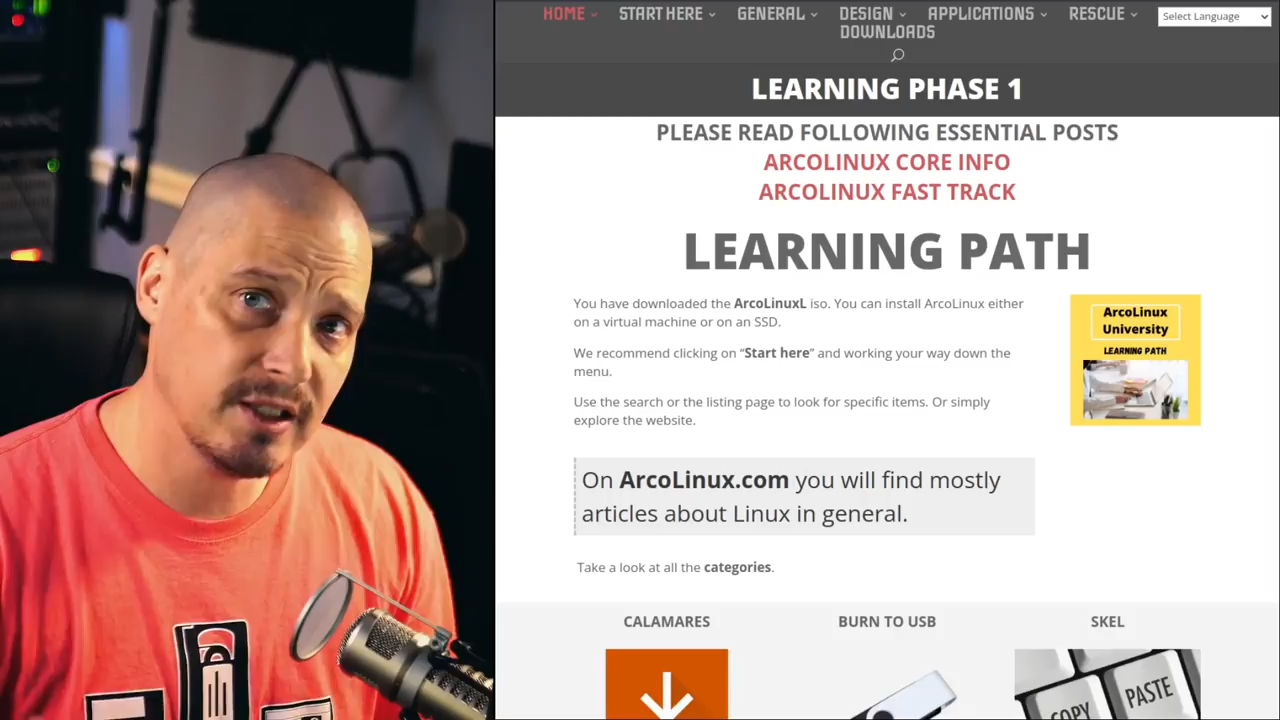 HOME
START HERE
GENERAL
DESIGN
APPLICATIONS
RESCUE
DOWNLOADS
Select Language
LEARNING PHASE 1
PLEASE READ FOLLOWING ESSENTIAL POSTS
ARCOLINUX CORE INFO
ARCOLINUX FAST TRACK
LEARNING PATH
You have downloaded the ArcoLinuxL iso. You can install ArcoLinux either
on a virtual machine or on an SSD.
We recommend clicking on “Start here” and working your way down the
menu.
Use the search or the listing page to look for specific items. Or simply
explore the website.
ArcoLinux
University
LEARNING PATH
On ArcoLinux.com you will find mostly
articles about Linux in general.
Take a look at all the categories.
CALAMARES
BURN TO USB
SKEL
COPY
PASTE